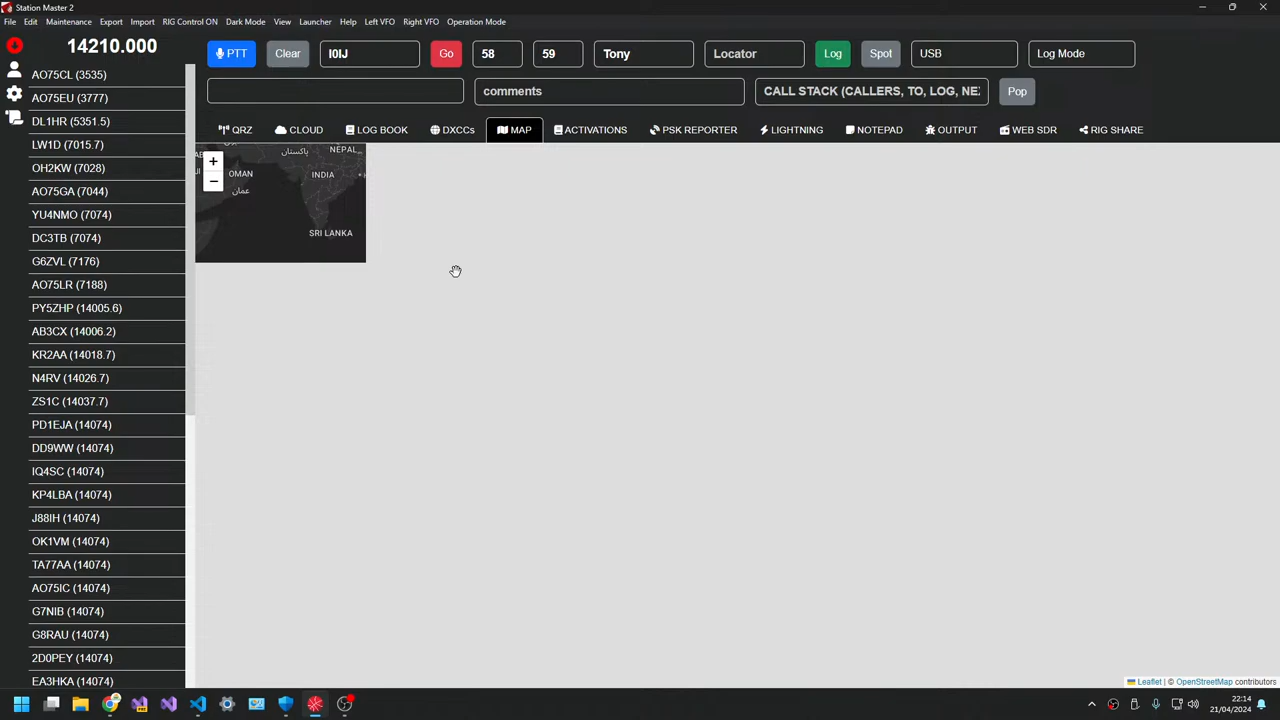 Station Master 2
File Edit Maintenance Export Import RIG Control ON Dark Mode View Launcher Help Left VFO Right VFO Operation Mode
14210.000
PTT Clear I0IJ Go 58 59 Tony Locator Log Spot USB Log Mode
comments CALL STACK (CALLERS, TO, LOG, NE Pop
QRZ CLOUD LOG BOOK DXCCs MAP ACTIVATIONS PSK REPORTER LIGHTNING NOTEPAD OUTPUT WEB SDR RIG SHARE
AO75CL (3535)
AO75EU (3777)
DL1HR (5351.5)
LW1D (7015.7)
OH2KW (7028)
AO75GA (7044)
YU4NMO (7074)
DC3TB (7074)
G6ZVL (7176)
AO75LR (7188)
PY5ZHP (14005.6)
AB3CX (14006.2)
KR2AA (14018.7)
N4RV (14026.7)
ZS1C (14037.7)
PD1EJA (14074)
DD9WW (14074)
IQ4SC (14074)
KP4LBA (14074)
J88IH (14074)
OK1VM (14074)
TA77AA (14074)
AO75IC (14074)
G7NIB (14074)
G8RAU (14074)
2D0PEY (14074)
EA3HKA (14074)
+
−
پاکستان
NEPAL
OMAN
عمان
INDIA
SRI LANKA
Leaflet | © OpenStreetMap contributors
22:14
21/04/2024